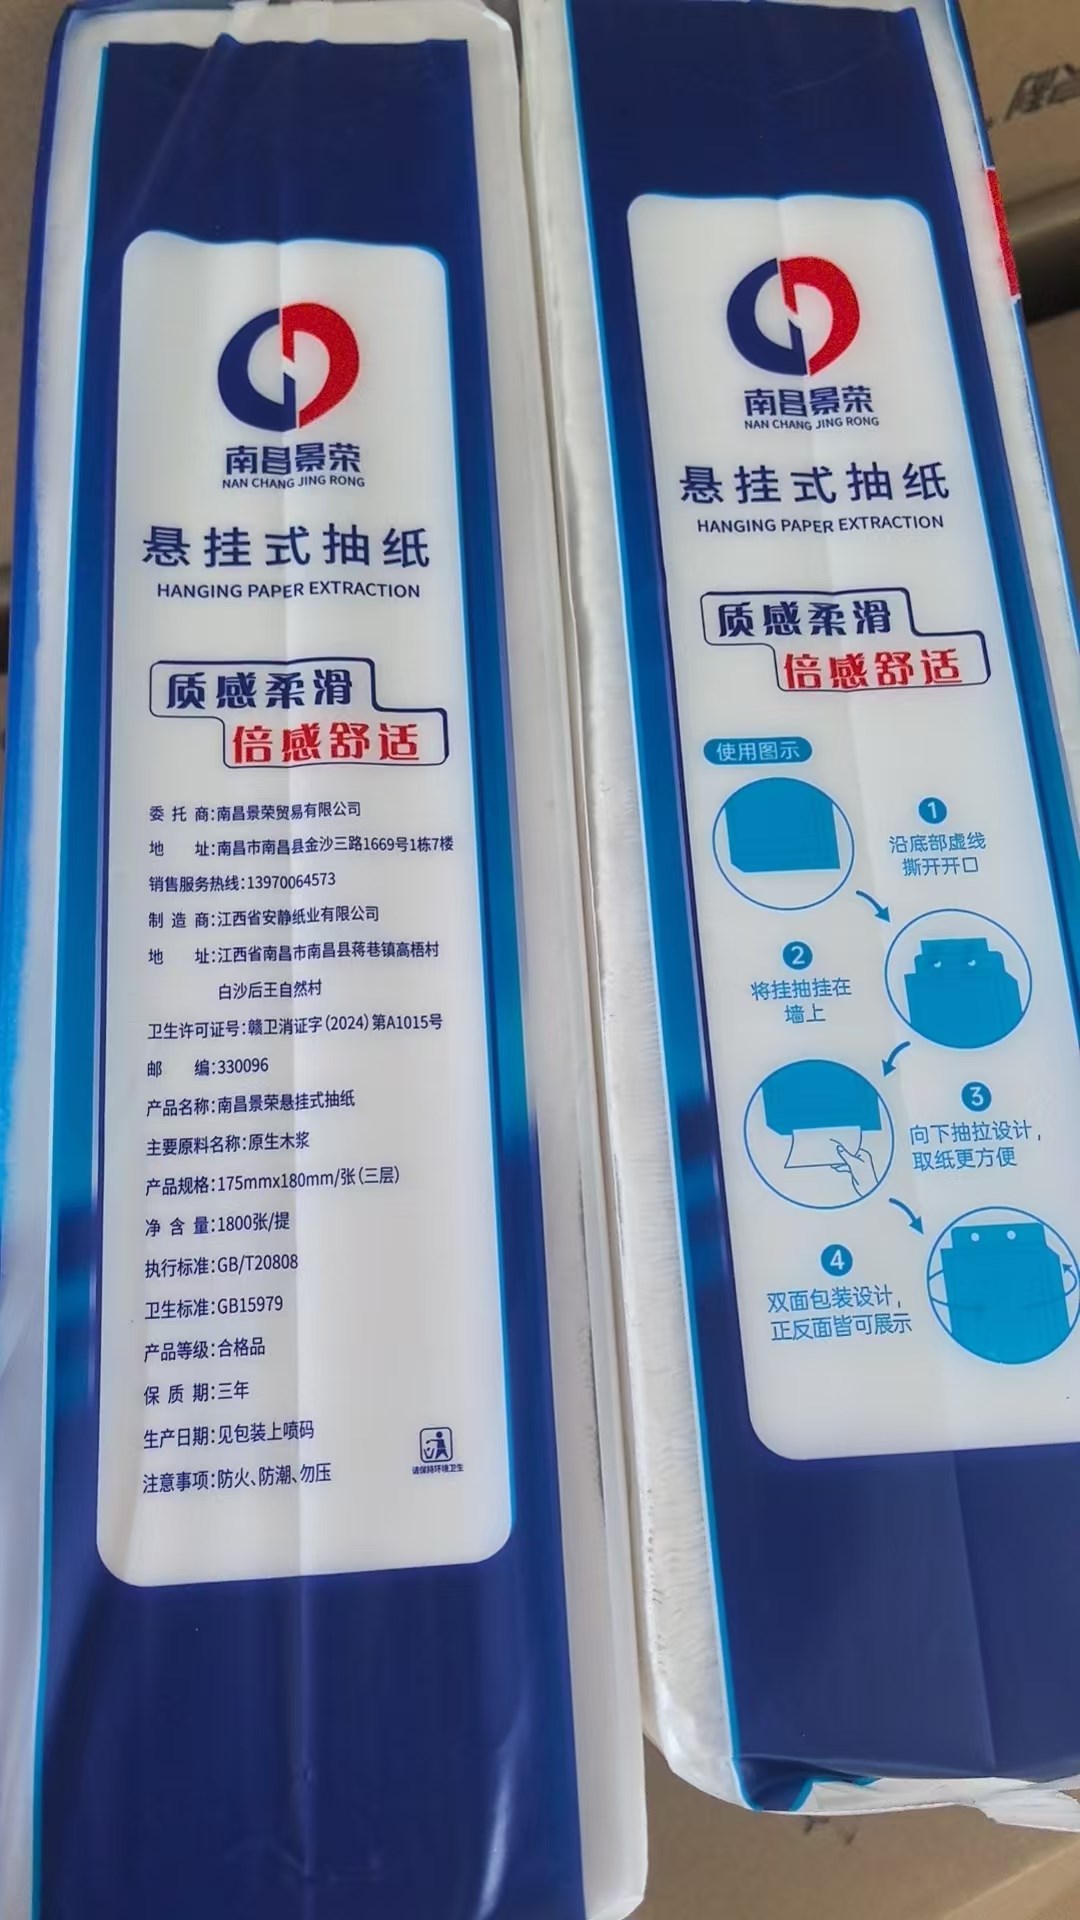 南昌景荣
NAN CHANG JING RONG
悬挂式抽纸
HANGING PAPER EXTRACTION
质感柔滑
倍感舒适
委托商:南昌景荣贸易有限公司
地址:南昌市南昌县金沙三路1669号1栋7楼
销售服务热线:13970064573
制造商:江西省安静纸业有限公司
地址:江西省南昌市南昌县蒋巷镇高梧村
白沙后王自然村
卫生许可证号:赣卫消证字(2024)第A1015号
邮编:330096
产品名称:南昌景荣悬挂式抽纸
主要原料名称:原生木浆
产品规格:175mmx180mm/张(三层)
净含量:1800张/提
执行标准:GB/T20808
卫生标准:GB15979
产品等级:合格品
保质期:三年
生产日期:见包装上喷码
注意事项:防火、防潮、勿压
请保持环境卫生
南昌景荣
NAN CHANG JING RONG
悬挂式抽纸
HANGING PAPER EXTRACTION
质感柔滑
倍感舒适
使用图示
1
沿底部虚线
撕开开口
2
将挂抽挂在
墙上
3
向下抽拉设计,
取纸更方便
4
双面包装设计,
正反面皆可展示